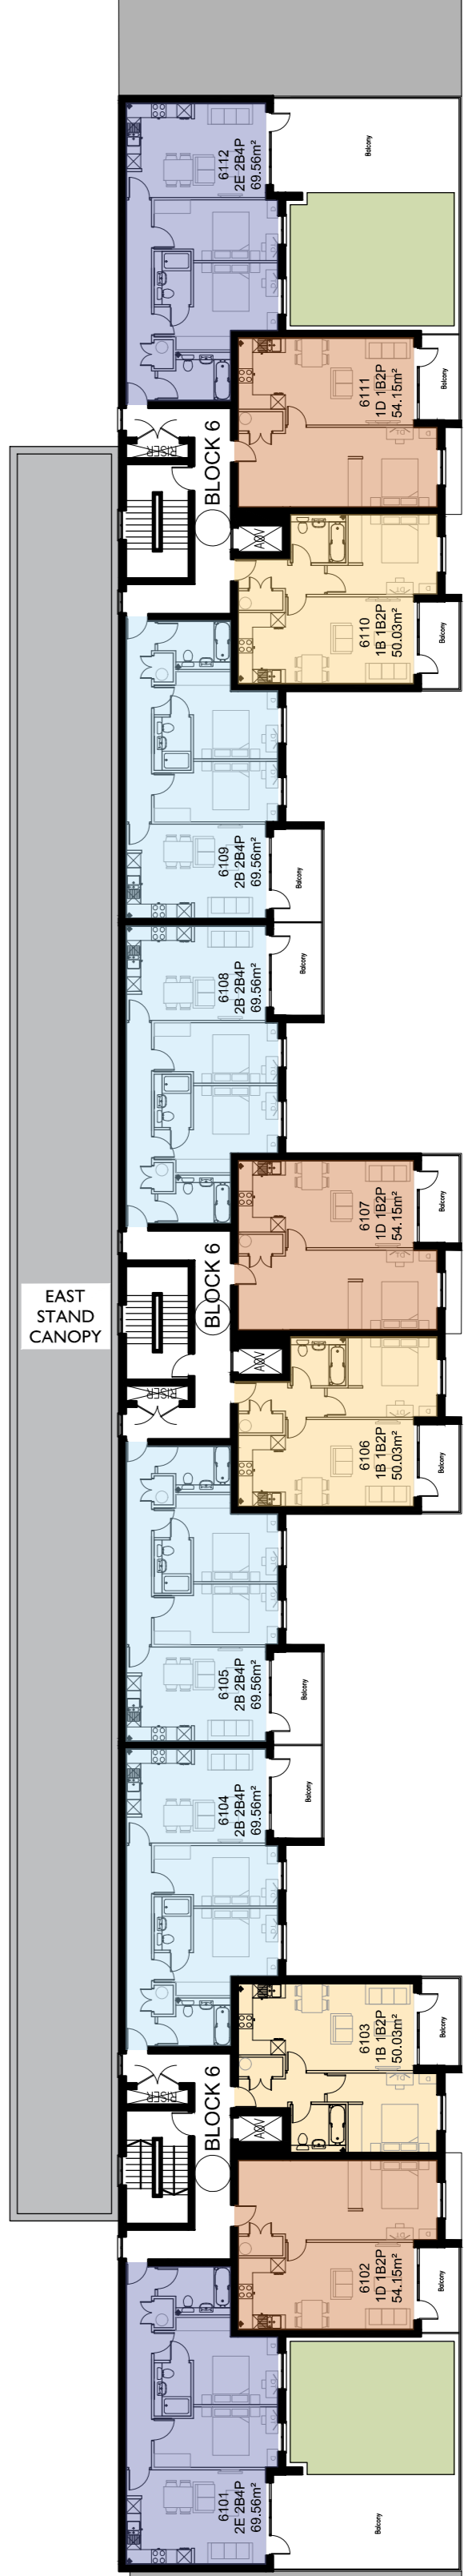 Balcony
6112
2E 2B4P
69.56m²
6111
1D 1B2P
54.15m²
Balcony
RISER
BLOCK 6
AOV
6110
1B 1B2P
50.03m²
Balcony
6109
2B 2B4P
69.56m²
Balcony
6108
2B 2B4P
69.56m²
Balcony
6107
1D 1B2P
54.15m²
Balcony
EAST
STAND
CANOPY
BLOCK 6
AOV
RISER
6106
1B 1B2P
50.03m²
Balcony
6105
2B 2B4P
69.56m²
Balcony
6104
2B 2B4P
69.56m²
Balcony
6103
1B 1B2P
50.03m²
Balcony
RISER
BLOCK 6
AOV
6102
1D 1B2P
54.15m²
Balcony
6101
2E 2B4P
69.56m²
Balcony